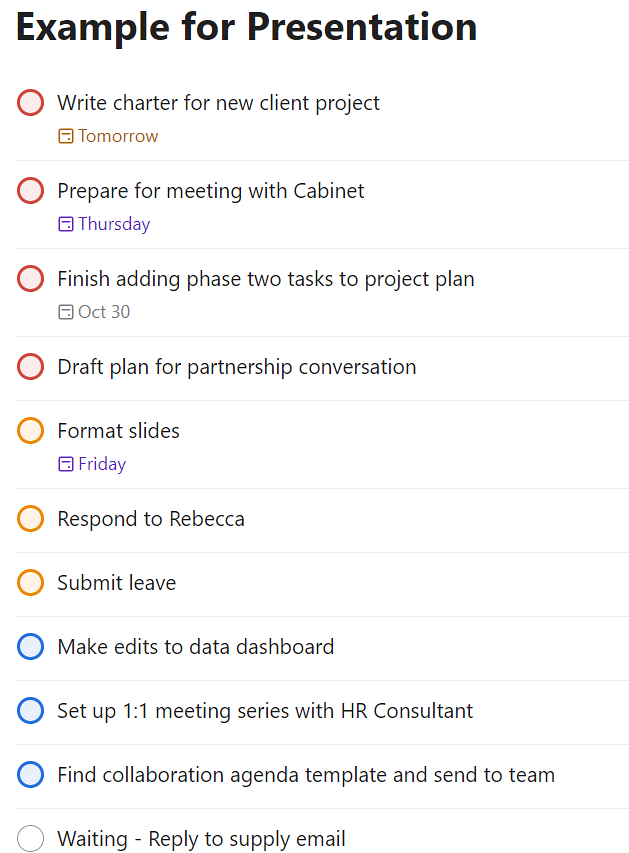 Example for Presentation
Write charter for new client project
Tomorrow
Prepare for meeting with Cabinet
Thursday
Finish adding phase two tasks to project plan
Oct 30
Draft plan for partnership conversation
Format slides
Friday
Respond to Rebecca
Submit leave
Make edits to data dashboard
Set up 1:1 meeting series with HR Consultant
Find collaboration agenda template and send to team
Waiting - Reply to supply email